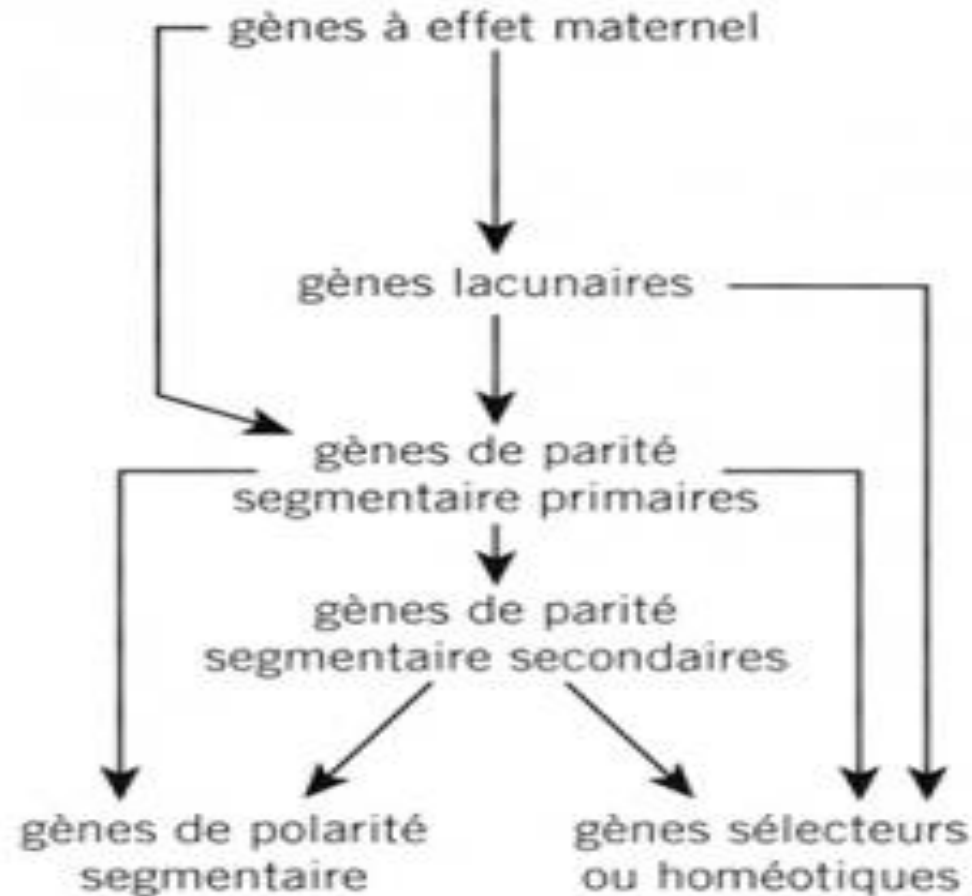 gènes à effet maternel
gènes lacunaires
gènes de parité
segmentaire primaires
gènes de parité
segmentaire secondaires
gènes de polarité
segmentaire
gènes sélecteurs
ou homéotiques